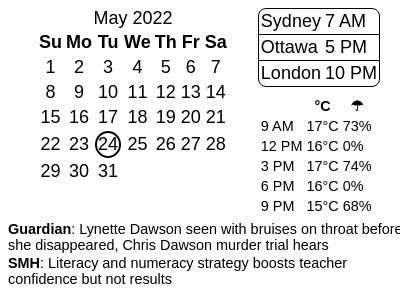 May 2022
Su Mo Tu We Th Fr Sa
1 2 3 4 5 6 7
8 9 10 11 12 13 14
15 16 17 18 19 20 21
22 23 24 25 26 27 28
29 30 31
Sydney 7 AM
Ottawa 5 PM
London 10 PM
°C ☂
9 AM 17°C 73%
12 PM 16°C 0%
3 PM 17°C 74%
6 PM 16°C 0%
9 PM 15°C 68%
Guardian: Lynette Dawson seen with bruises on throat before
she disappeared, Chris Dawson murder trial hears
SMH: Literacy and numeracy strategy boosts teacher
confidence but not results